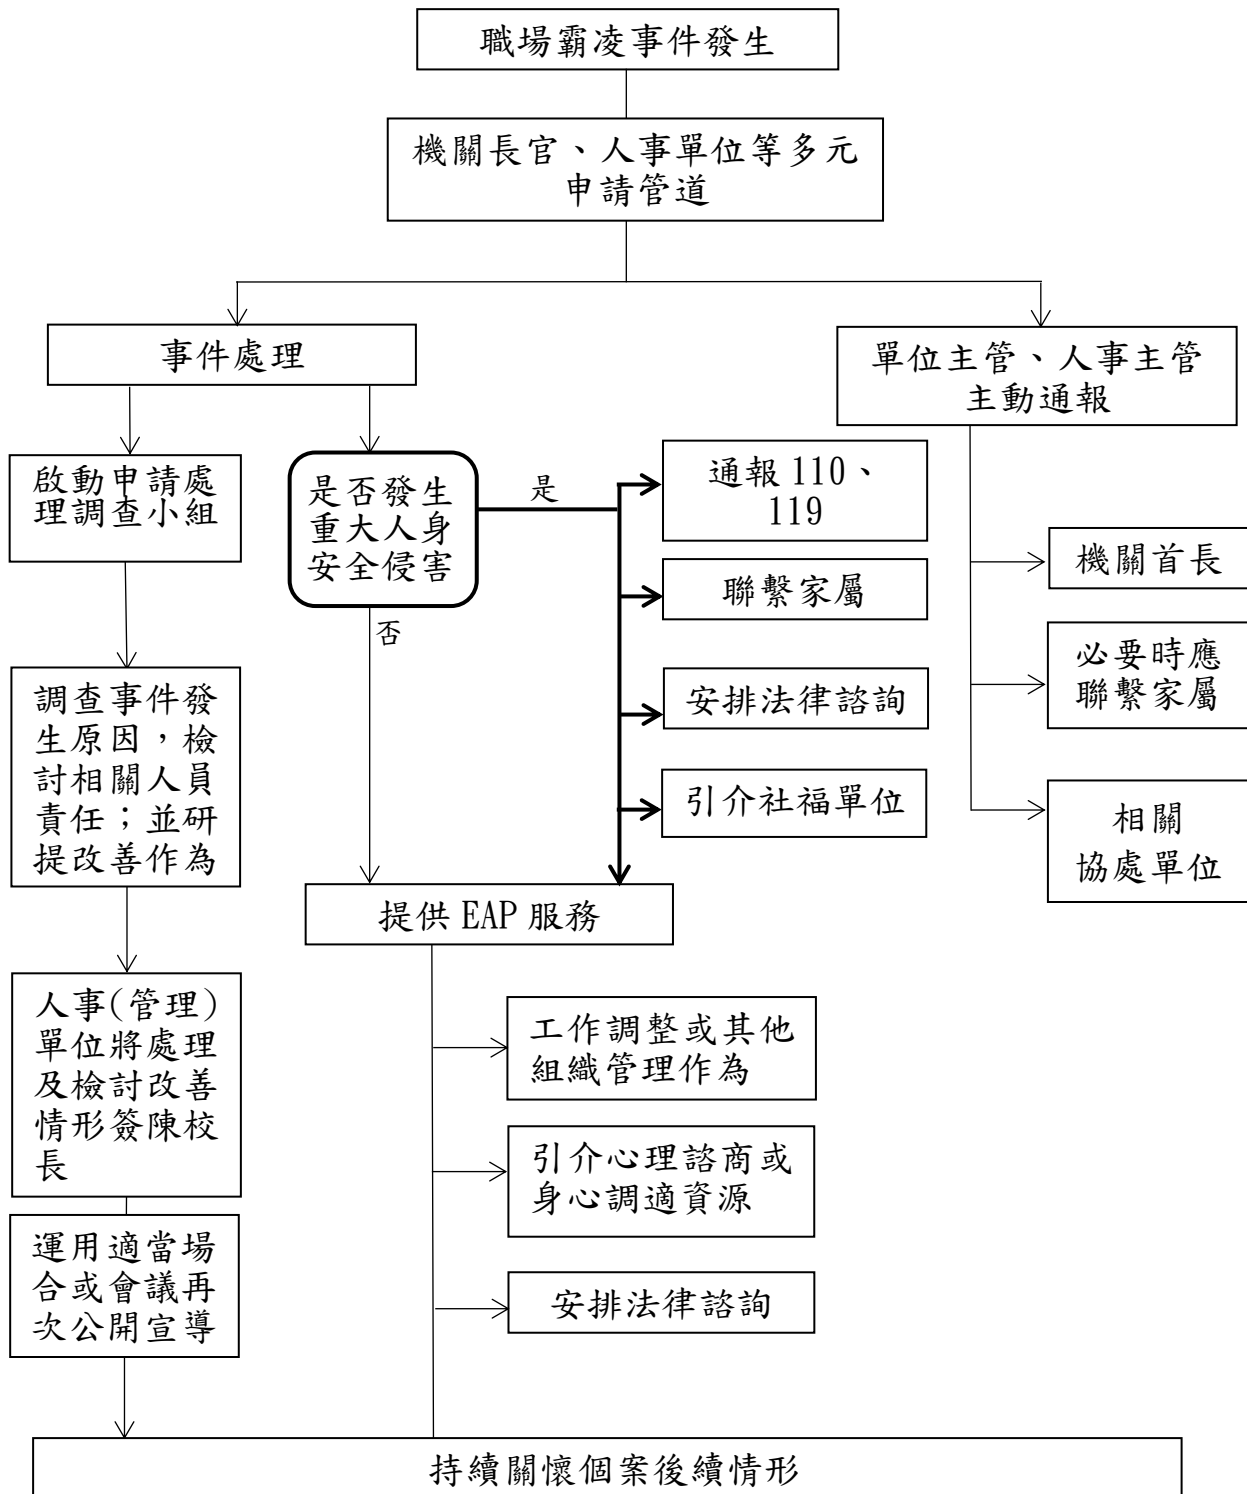 職場霸凌事件發生
機關長官、人事單位等多元
申請管道
事件處理
單位主管、人事主管
主動通報
啟動申請處
理調查小組
是否發生
重大人身
安全侵害
是
否
通報 110、
119
聯繫家屬
安排法律諮詢
引介社福單位
機關首長
必要時應
聯繫家屬
相關
協處單位
調查事件發
生原因，檢
討相關人員
責任；並研
提改善作為
提供 EAP 服務
人事(管理)
單位將處理
及檢討改善
情形簽陳校
長
工作調整或其他
組織管理作為
引介心理諮商或
身心調適資源
安排法律諮詢
運用適當場
合或會議再
次公開宣導
持續關懷個案後續情形